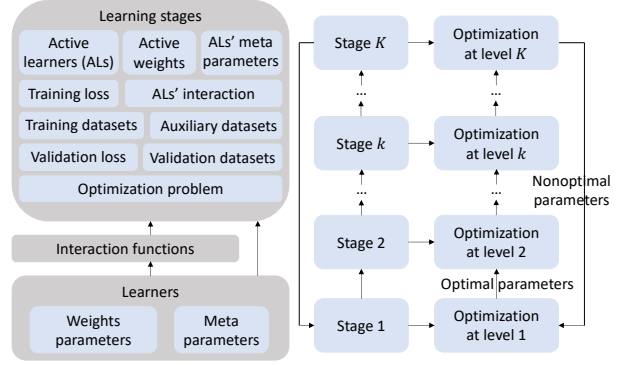 Learning stages
Active
learners (ALs)
Active
weights
ALs' meta
parameters
Training loss
ALs' interaction
Training datasets
Auxiliary datasets
Validation loss
Validation datasets
Optimization problem
Interaction functions
Learners
Weights
parameters
Meta
parameters
Stage K
Optimization
at level K
...
...
Stage k
Optimization
at level k
Nonoptimal
parameters
...
...
Stage 2
Optimization
at level 2
Optimal parameters
Stage 1
Optimization
at level 1